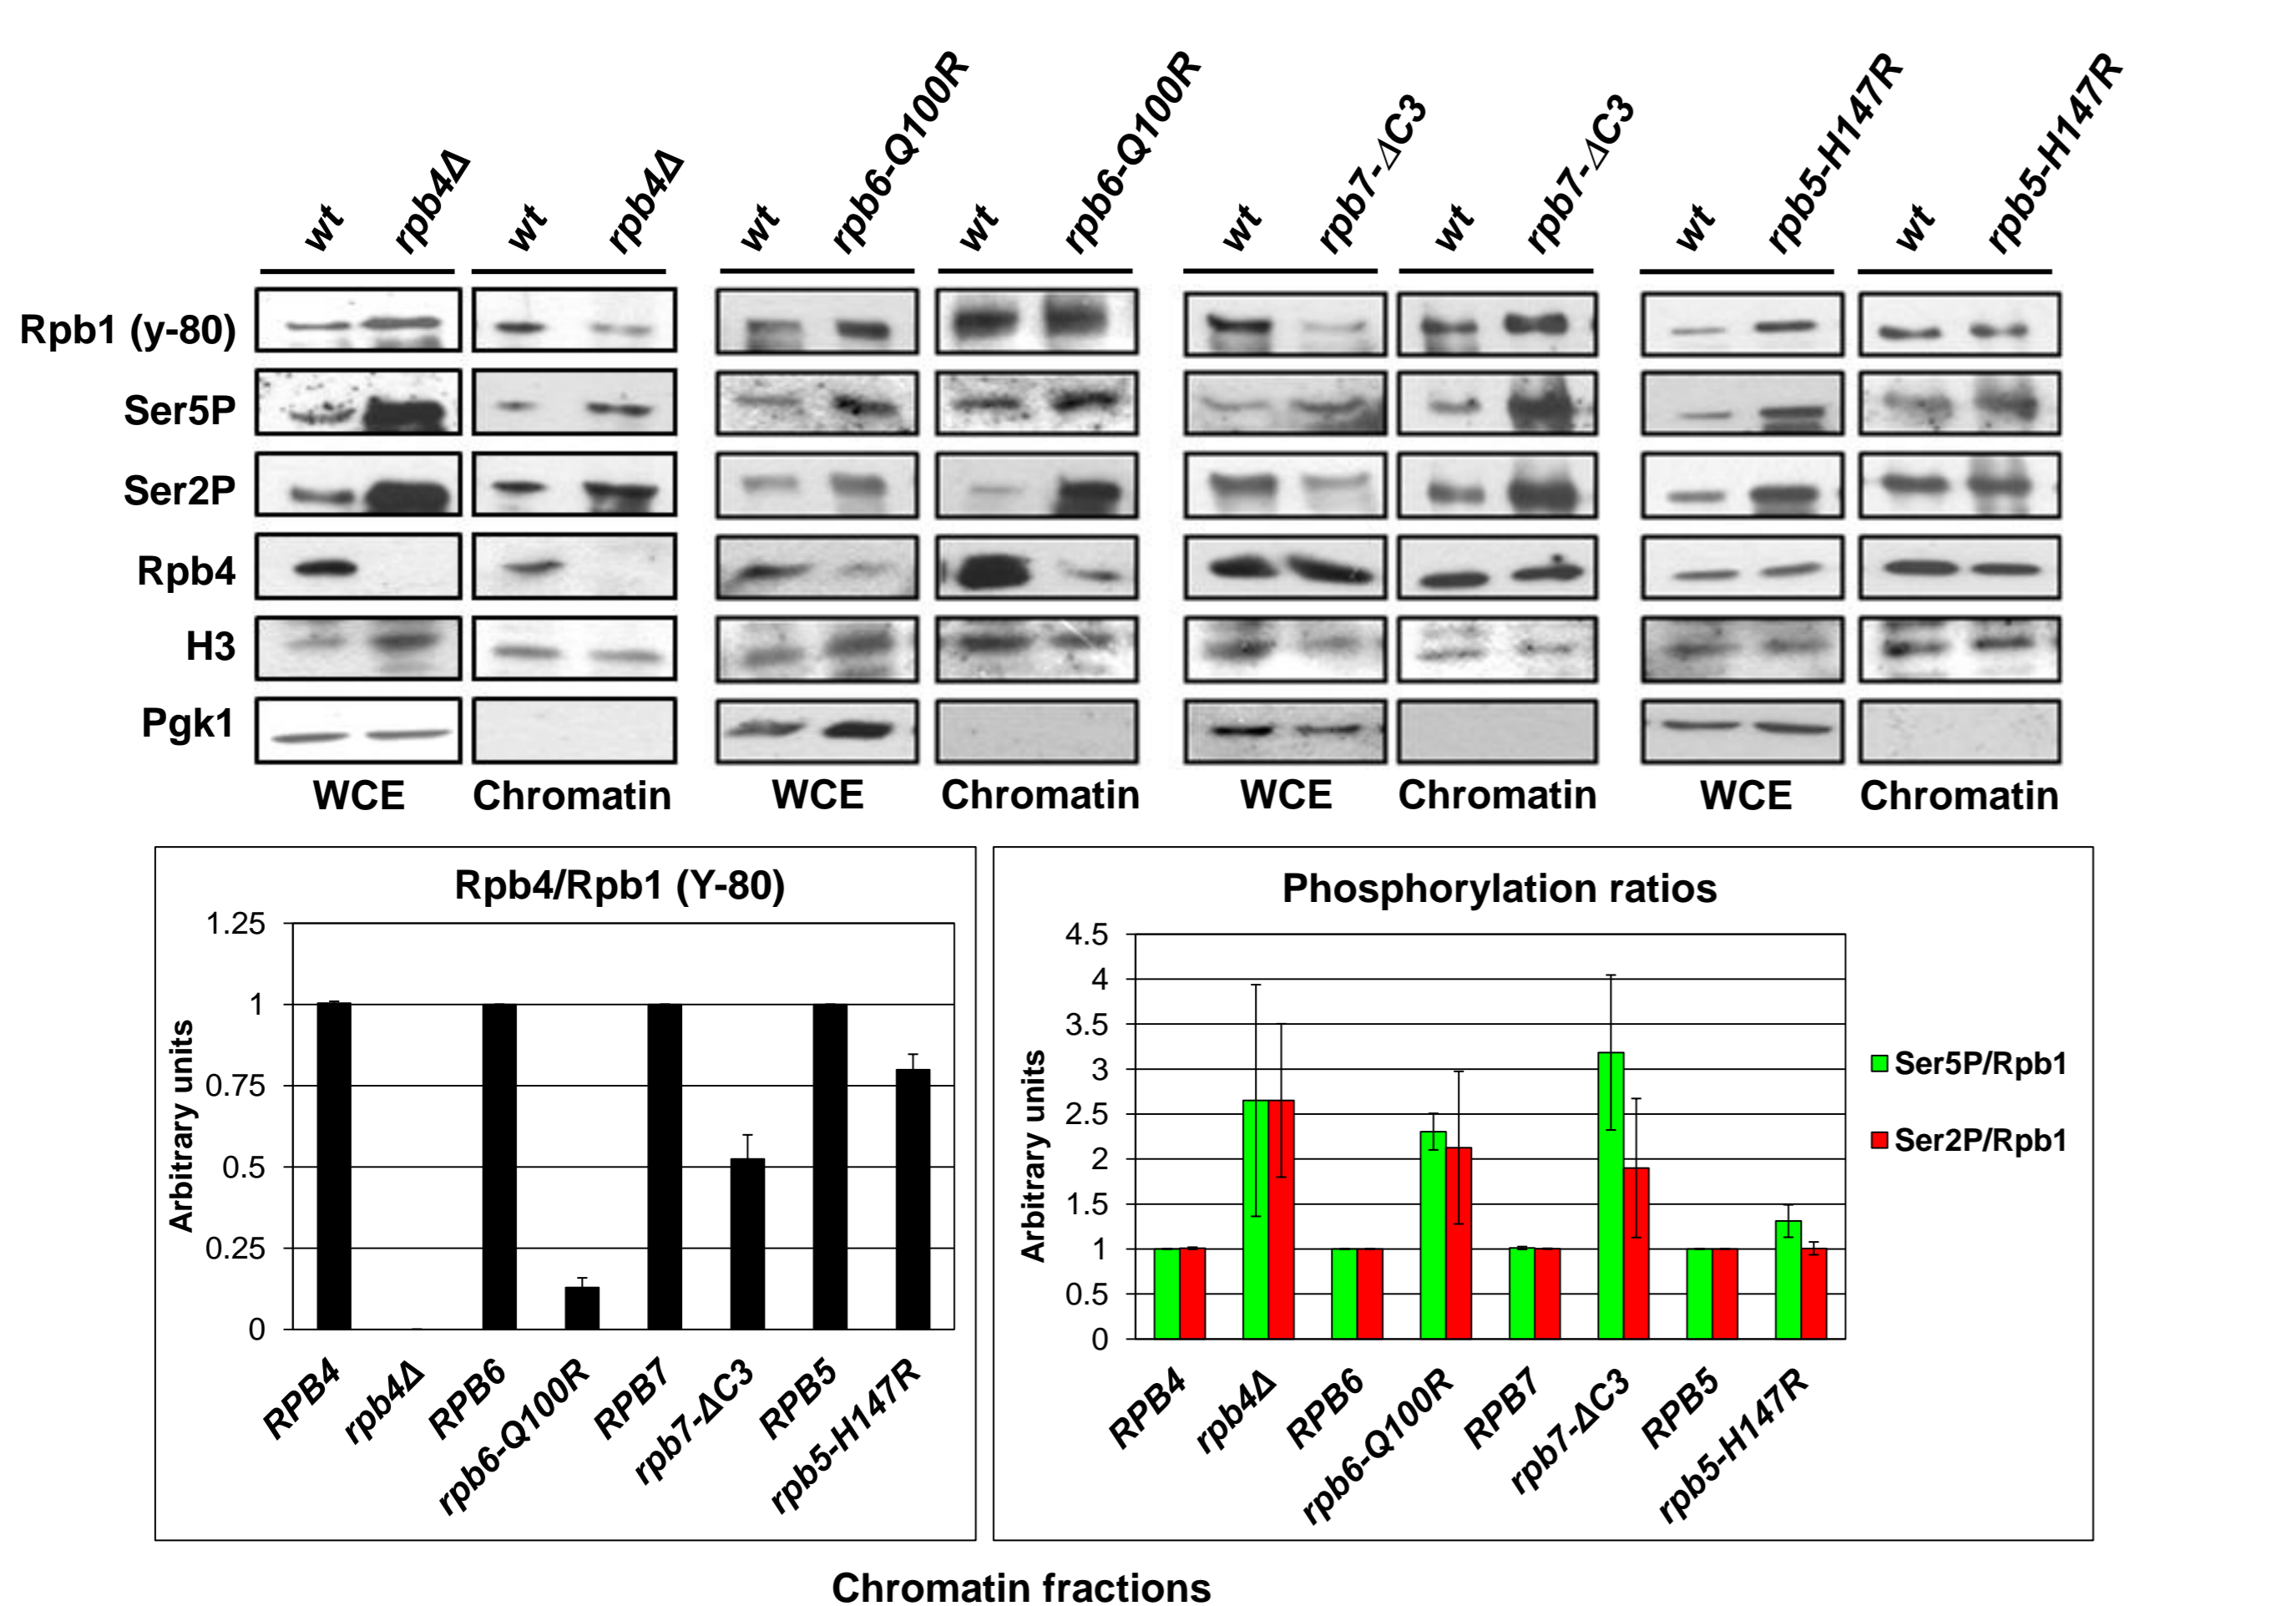 wt rpb4Δ wt rpb4Δ wt rpb6-Q100R wt rpb6-Q100R wt rpb7-ΔC3 wt rpb7-ΔC3 wt rpb5-H147R wt rpb5-H147R
Rpb1 (y-80)
Ser5P
Ser2P
Rpb4
H3
Pgk1
WCE Chromatin WCE Chromatin WCE Chromatin WCE Chromatin
Rpb4/Rpb1 (Y-80)
Arbitrary units
1.25
1
0.75
0.5
0.25
0
RPB4 rpb4Δ RPB6 rpb6-Q100R RPB7 rpb7-ΔC3 RPB5 rpb5-H147R
Phosphorylation ratios
Arbitrary units
4.5
4
3.5
3
2.5
2
1.5
1
0.5
0
RPB4 rpb4Δ RPB6 rpb6-Q100R RPB7 rpb7-ΔC3 RPB5 rpb5-H147R
Ser5P/Rpb1
Ser2P/Rpb1
Chromatin fractions